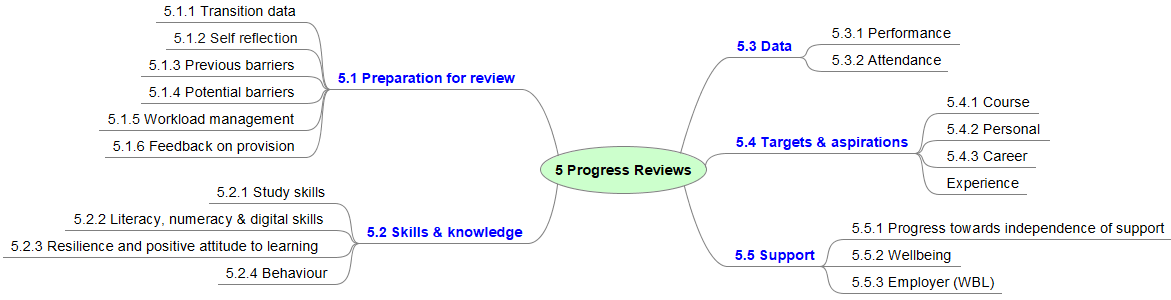 5 Progress Reviews
5.1 Preparation for review
5.1.1 Transition data
5.1.2 Self reflection
5.1.3 Previous barriers
5.1.4 Potential barriers
5.1.5 Workload management
5.1.6 Feedback on provision
5.2 Skills & knowledge
5.2.1 Study skills
5.2.2 Literacy, numeracy & digital skills
5.2.3 Resilience and positive attitude to learning
5.2.4 Behaviour
5.3 Data
5.3.1 Performance
5.3.2 Attendance
5.4 Targets & aspirations
5.4.1 Course
5.4.2 Personal
5.4.3 Career
Experience
5.5 Support
5.5.1 Progress towards independence of support
5.5.2 Wellbeing
5.5.3 Employer (WBL)